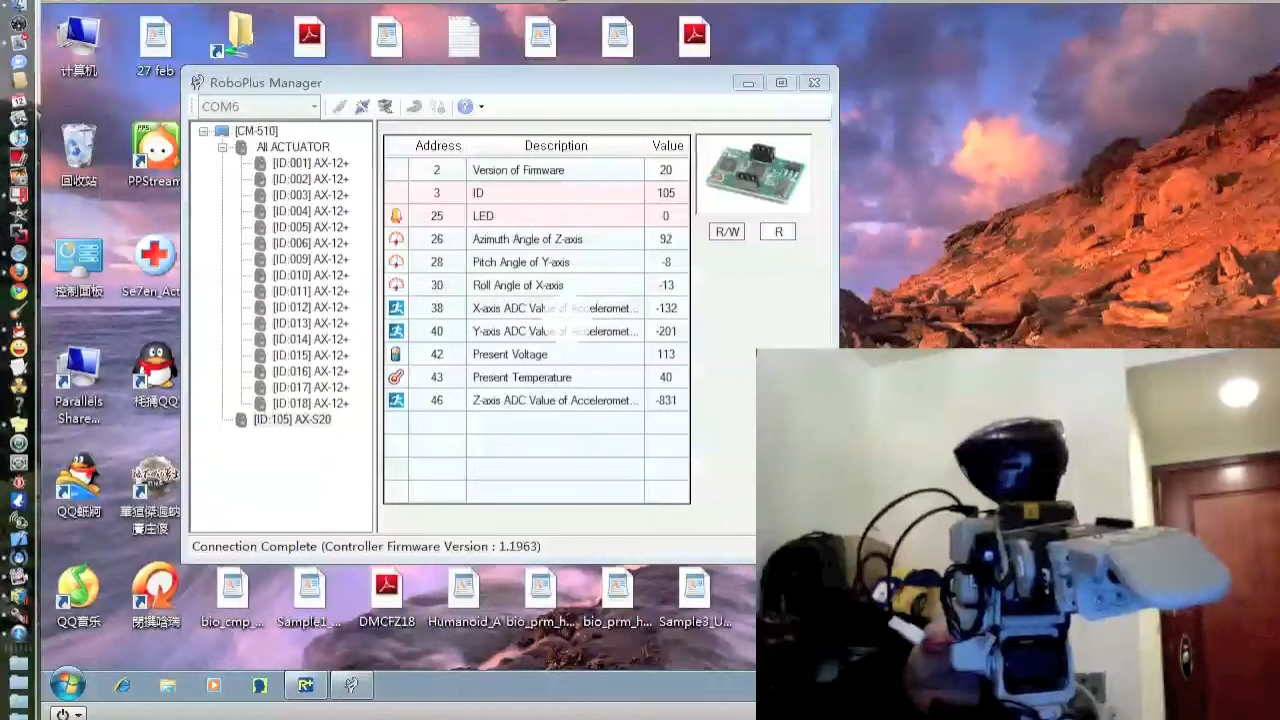 计算机
27 feb
RoboPlus Manager
COM6
[CM-510]
All ACTUATOR
[ID:001] AX-12+
[ID:002] AX-12+
[ID:003] AX-12+
[ID:004] AX-12+
[ID:005] AX-12+
[ID:006] AX-12+
[ID:009] AX-12+
[ID:010] AX-12+
[ID:011] AX-12+
[ID:012] AX-12+
[ID:013] AX-12+
[ID:014] AX-12+
[ID:015] AX-12+
[ID:016] AX-12+
[ID:017] AX-12+
[ID:018] AX-12+
[ID:105] AX-S20
Address Description Value
2 Version of Firmware 20
3 ID 105
25 LED 0
26 Azimuth Angle of Z-axis 92
28 Pitch Angle of Y-axis -8
30 Roll Angle of X-axis -13
38 X-axis ADC Value of Acceleromet... -132
40 Y-axis ADC Value of Acceleromet... -201
42 Present Voltage 113
43 Present Temperature 40
46 Z-axis ADC Value of Acceleromet... -831
R/W
R
Connection Complete (Controller Firmware Version : 1.1963)
回收站
PPS
PPStream
控制面板
Se7en_Act
Parallels
Share...
QQ音乐
bio_cmp_...
Sample1_...
DMCFZ18
Humanoid_A
bio_prm_h...
bio_prm_h...
Sample3_U...